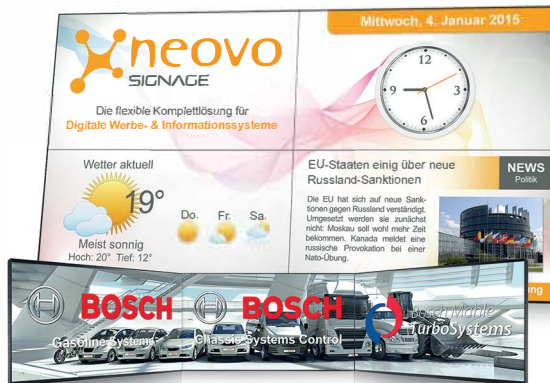 Mittwoch, 4. Januar 2015
neovo
SIGNAGE
Die flexible Komplettlösung für
Digitale Werbe- & Informationssysteme
12
3
6
9
Wetter aktuell
19°
Meist sonnig
Hoch: 20° Tief: 12°
Do. Fr. Sa.
EU-Staaten einig über neue
Russland-Sanktionen
NEWS
Politik
Die EU hat sich auf neue Sank-
tionen gegen Russland verständigt.
Umgesetzt werden sie zunächst
nicht: Moskau soll wohl mehr Zeit
bekommen. Kanada meldet eine
russische Provokation bei einer
Nato-Übung.
BOSCH
Gasoline Systems
BOSCH
Chassis Systems Control
Bosch Mahle
TurboSystems